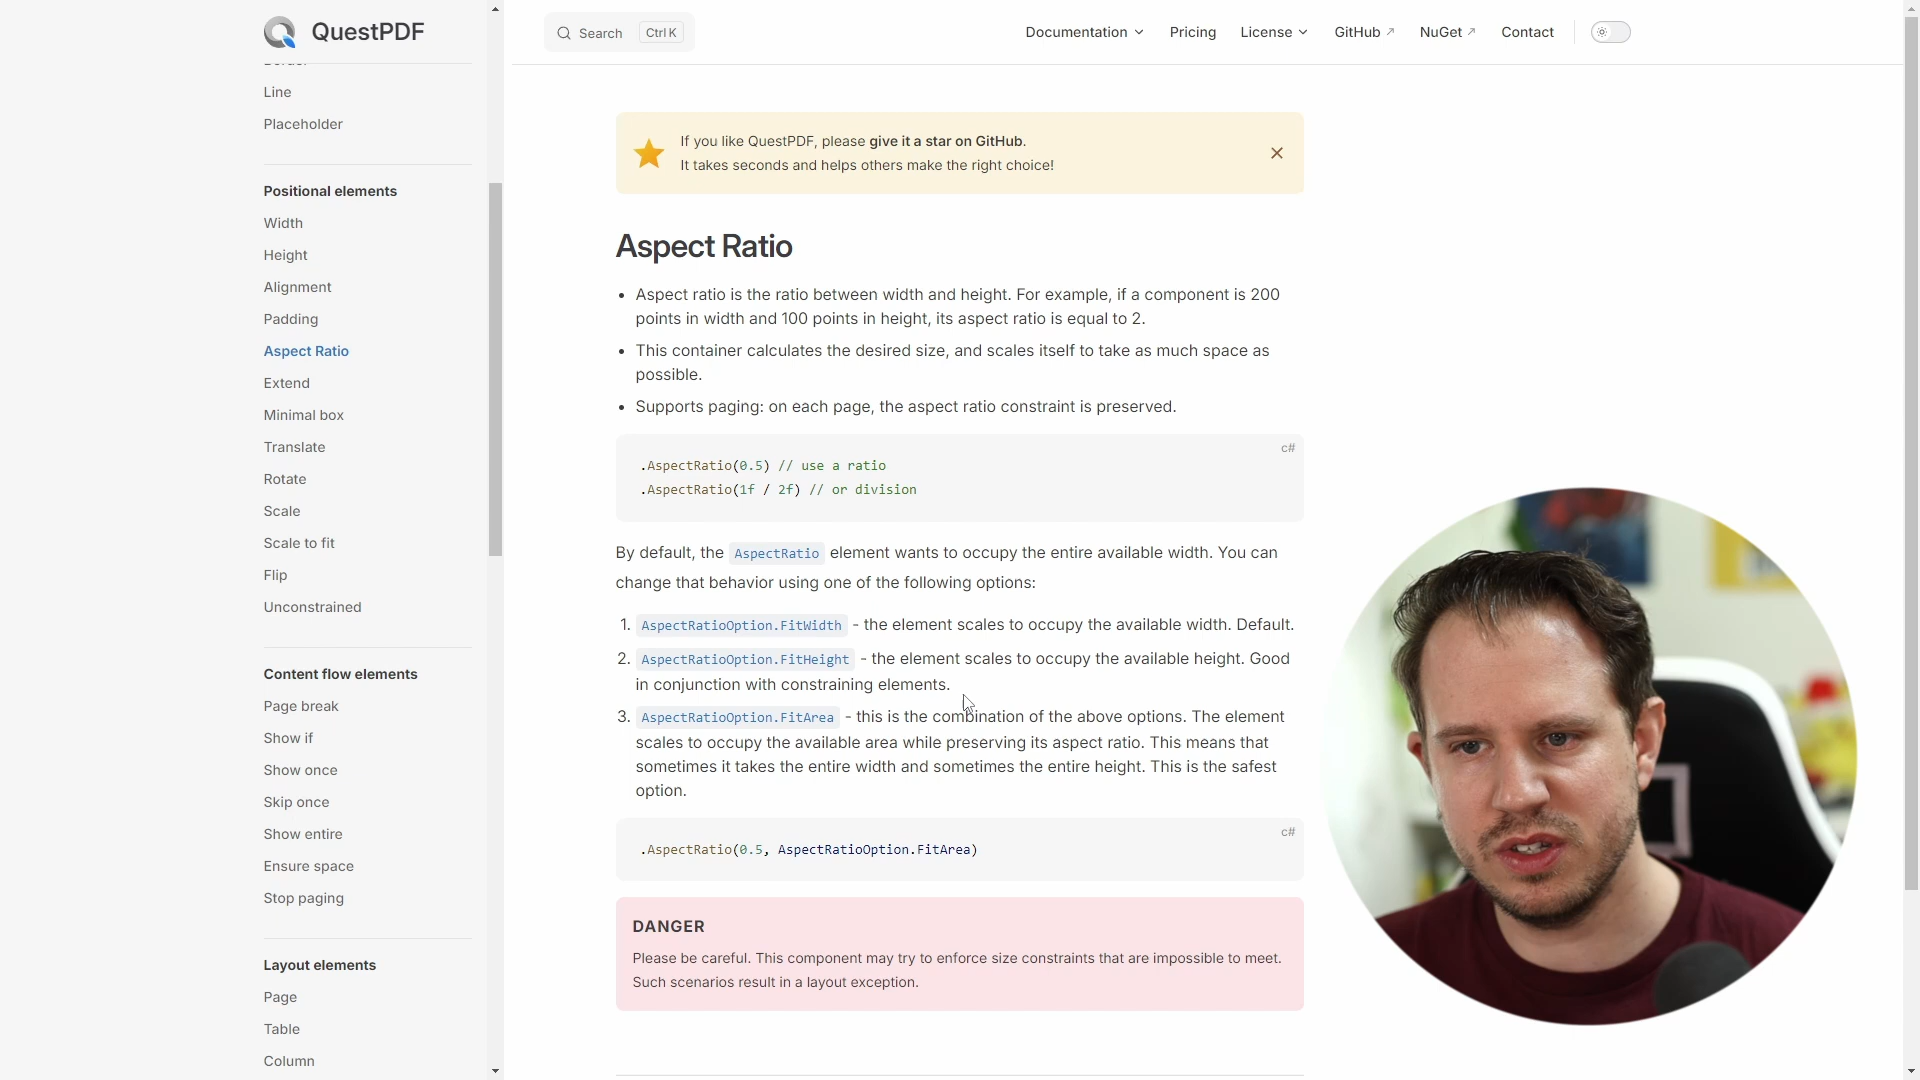 QuestPDF
Search Ctrl K
Documentation
Pricing
License
GitHub
NuGet
Contact
Border
Line
Placeholder
Positional elements
Width
Height
Alignment
Padding
Aspect Ratio
Extend
Minimal box
Translate
Rotate
Scale
Scale to fit
Flip
Unconstrained
Content flow elements
Page break
Show if
Show once
Skip once
Show entire
Ensure space
Stop paging
Layout elements
Page
Table
Column
If you like QuestPDF, please give it a star on GitHub.
It takes seconds and helps others make the right choice!
Aspect Ratio
• Aspect ratio is the ratio between width and height. For example, if a component is 200
points in width and 100 points in height, its aspect ratio is equal to 2.
• This container calculates the desired size, and scales itself to take as much space as
possible.
• Supports paging: on each page, the aspect ratio constraint is preserved.
c#
.AspectRatio(0.5) // use a ratio
.AspectRatio(1f / 2f) // or division
By default, the AspectRatio element wants to occupy the entire available width. You can
change that behavior using one of the following options:
1. AspectRatioOption.FitWidth - the element scales to occupy the available width. Default.
2. AspectRatioOption.FitHeight - the element scales to occupy the available height. Good
in conjunction with constraining elements.
3. AspectRatioOption.FitArea - this is the combination of the above options. The element
scales to occupy the available area while preserving its aspect ratio. This means that
sometimes it takes the entire width and sometimes the entire height. This is the safest
option.
c#
.AspectRatio(0.5, AspectRatioOption.FitArea)
DANGER
Please be careful. This component may try to enforce size constraints that are impossible to meet.
Such scenarios result in a layout exception.